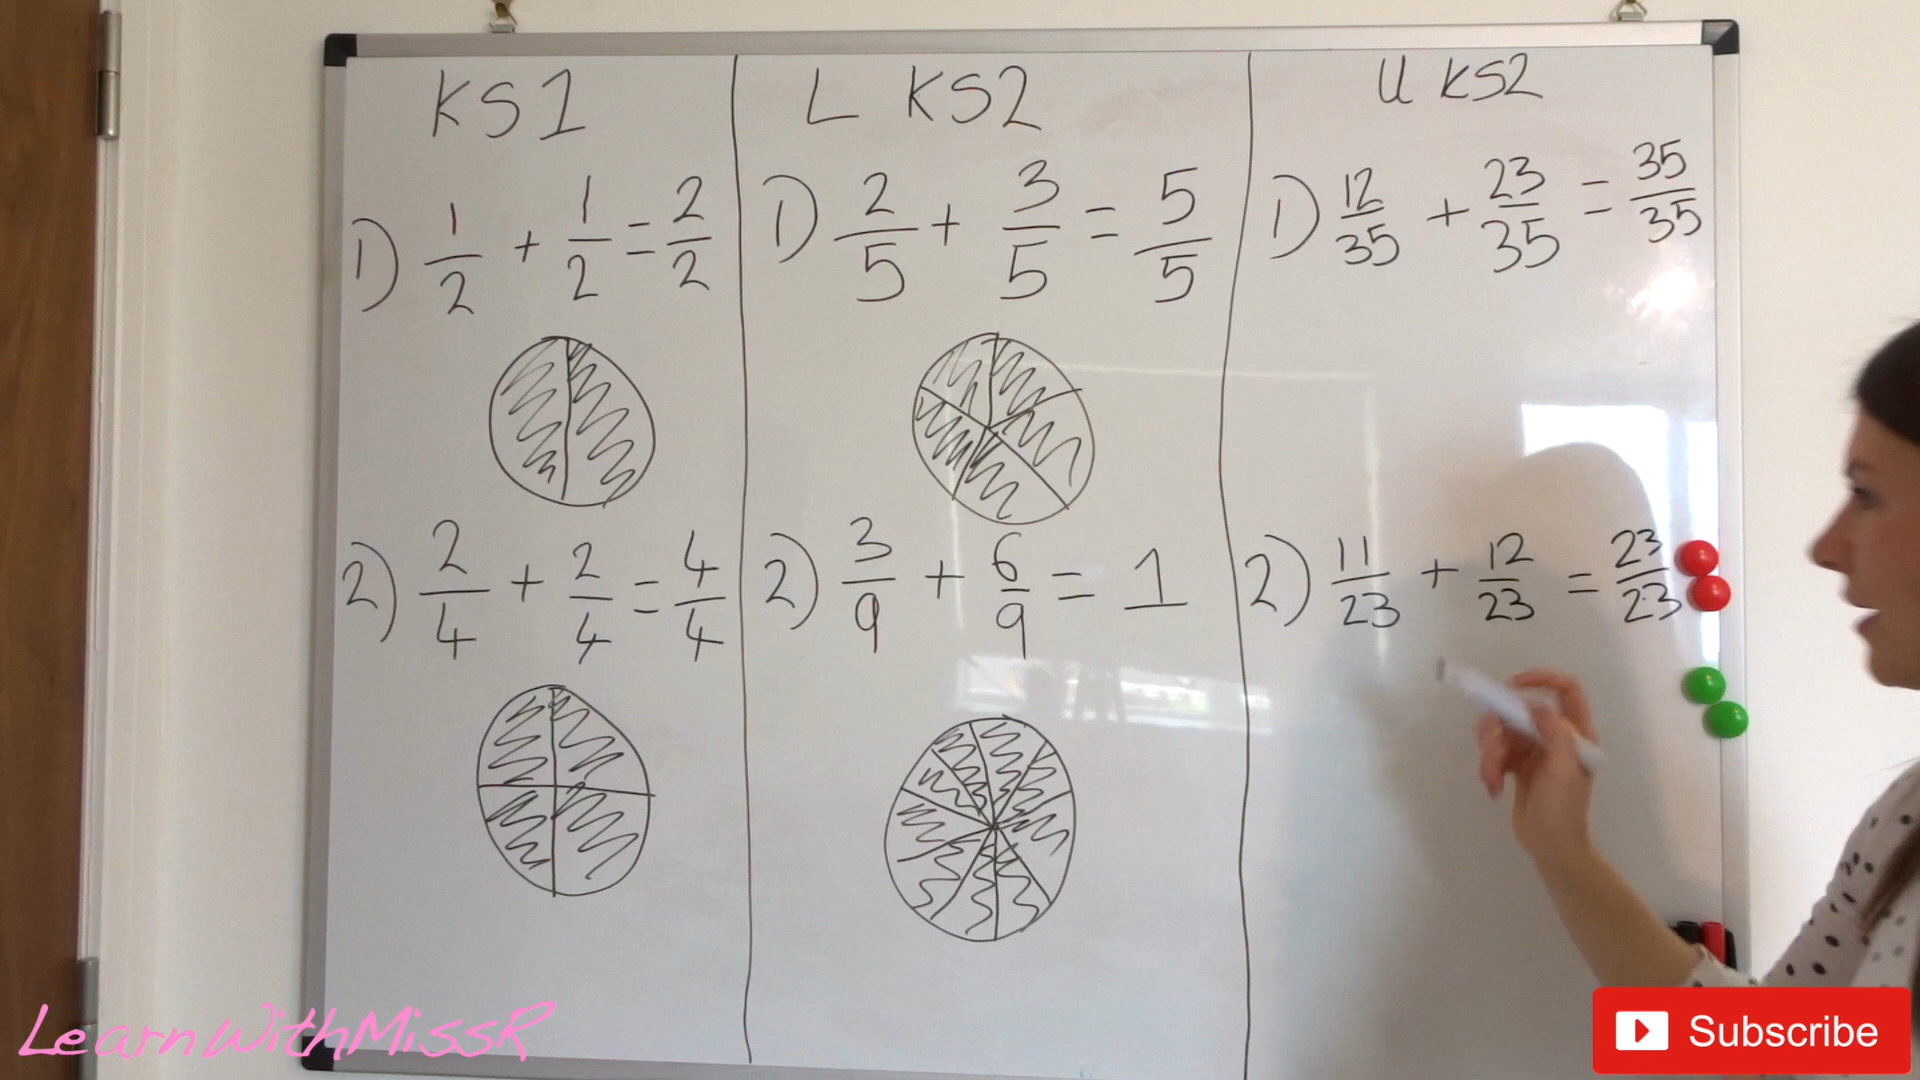 KS1
1) 1/2 + 1/2 = 2/2
2) 2/4 + 2/4 = 4/4
L KS2
1) 2/5 + 3/5 = 5/5
2) 3/9 + 6/9 = 1
U KS2
1) 12/35 + 23/35 = 35/35
2) 11/23 + 12/23 = 23/23
LearnWithMissR
Subscribe